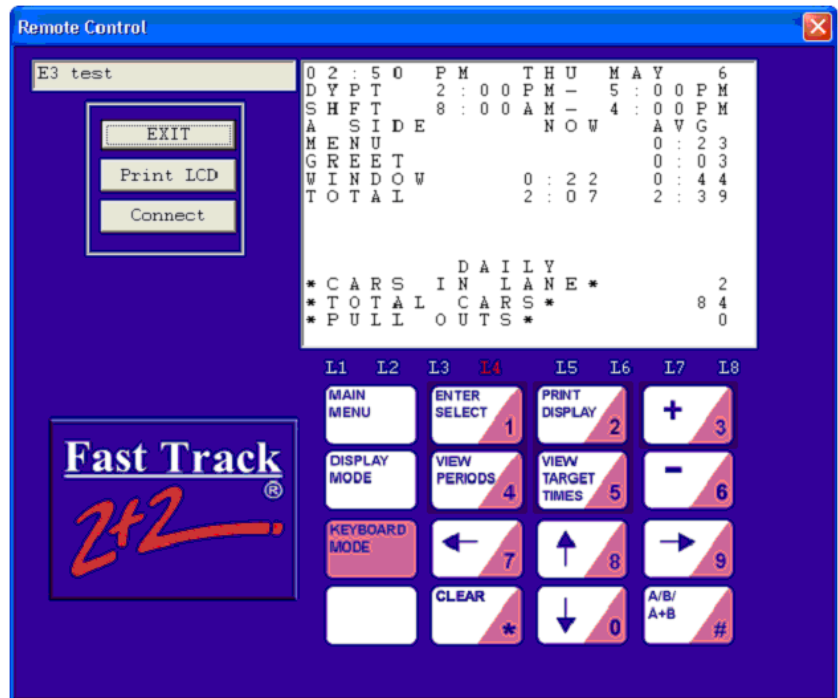 Remote Control
E3 test
EXIT
Print LCD
Connect
02:50 PM THU MAY 6
DYPT 2:00PM- 5:00PM
SHFT 8:00AM- 4:00PM
A SIDE NOW AVG
MENU 0:23
GREET 0:03
WINDOW 0:22 0:44
TOTAL 2:07 2:39
DAILY
*CARS IN LANE* 2
*TOTAL CARS* 84
*PULL OUTS* 0
L1 L2 L3 L4 L5 L6 L7 L8
MAIN MENU
ENTER SELECT 1
PRINT DISPLAY 2
+ 3
DISPLAY MODE
VIEW PERIODS 4
VIEW TARGET TIMES 5
- 6
KEYBOARD MODE
← 7
↑ 8
→ 9
CLEAR *
↓ 0
A/B/ A+B #
Fast Track
®
2+2